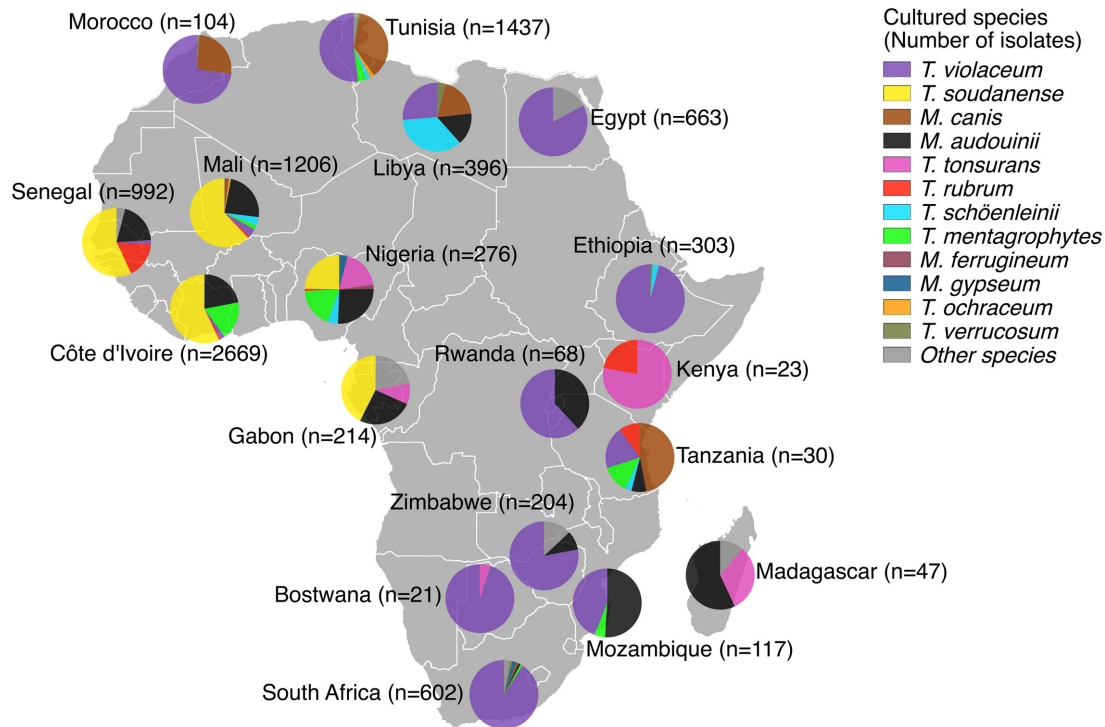 Morocco (n=104)
Tunisia (n=1437)
Egypt (n=663)
Libya (n=396)
Mali (n=1206)
Senegal (n=992)
Nigeria (n=276)
Ethiopia (n=303)
Côte d'Ivoire (n=2669)
Rwanda (n=68)
Kenya (n=23)
Gabon (n=214)
Tanzania (n=30)
Zimbabwe (n=204)
Madagascar (n=47)
Bostwana (n=21)
Mozambique (n=117)
South Africa (n=602)
Cultured species
(Number of isolates)
T. violaceum
T. soudanense
M. canis
M. audouinii
T. tonsurans
T. rubrum
T. schöenleinii
T. mentagrophytes
M. ferrugineum
M. gypseum
T. ochraceum
T. verrucosum
Other species